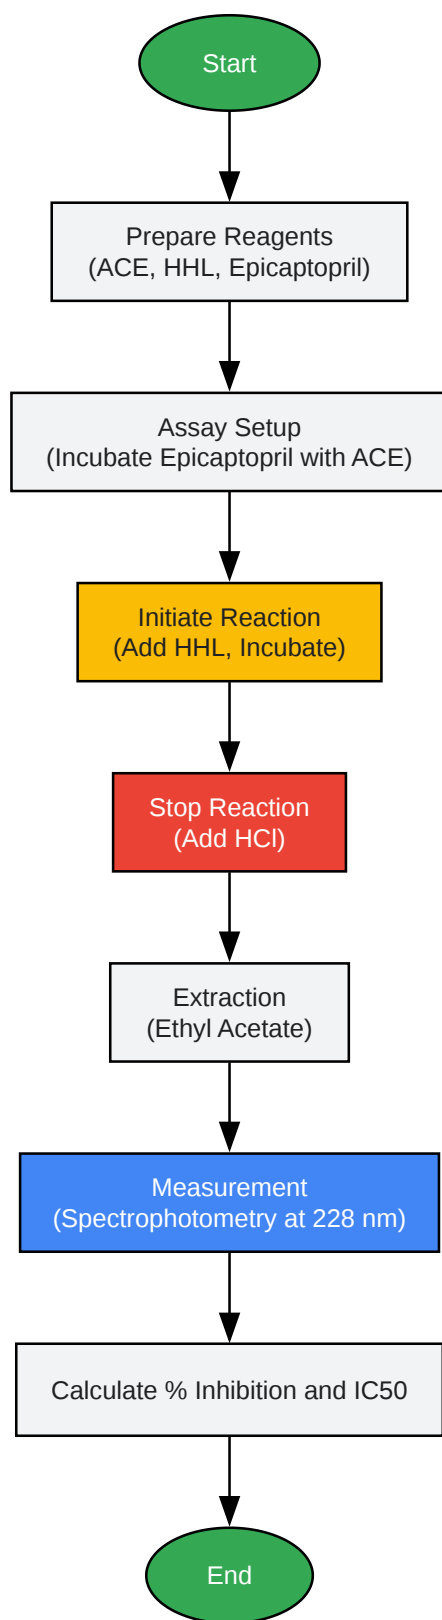 Start
Prepare Reagents
(ACE, HHL, Epicaptopril)
Assay Setup
(Incubate Epicaptopril with ACE)
Initiate Reaction
(Add HHL, Incubate)
Stop Reaction
(Add HCl)
Extraction
(Ethyl Acetate)
Measurement
(Spectrophotometry at 228 nm)
Calculate % Inhibition and IC50
End